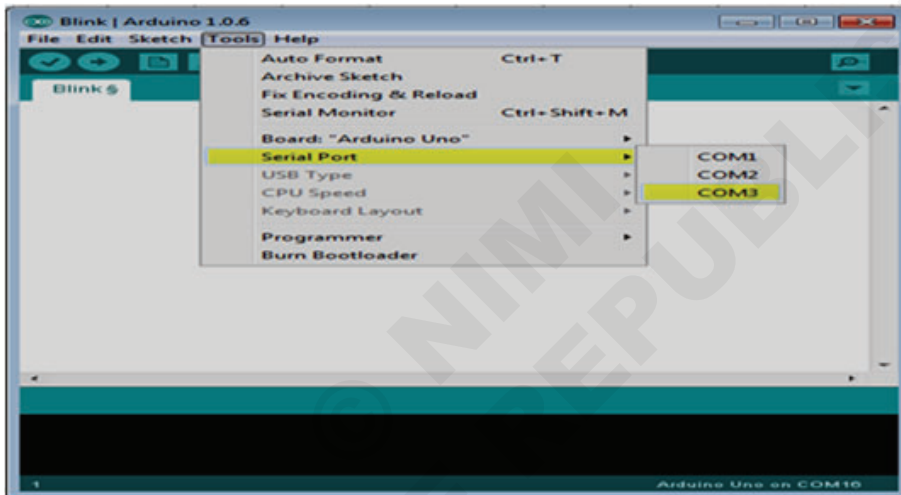 Blink | Arduino 1.0.6
File Edit Sketch Tools Help
Blink §
Auto Format Ctrl+T
Archive Sketch
Fix Encoding & Reload
Serial Monitor Ctrl+Shift+M
Board: "Arduino Uno"
Serial Port
USB Type
CPU Speed
Keyboard Layout
Programmer
Burn Bootloader
COM1
COM2
COM3
© NIMI
REPUBLI
1 Arduino Uno on COM16